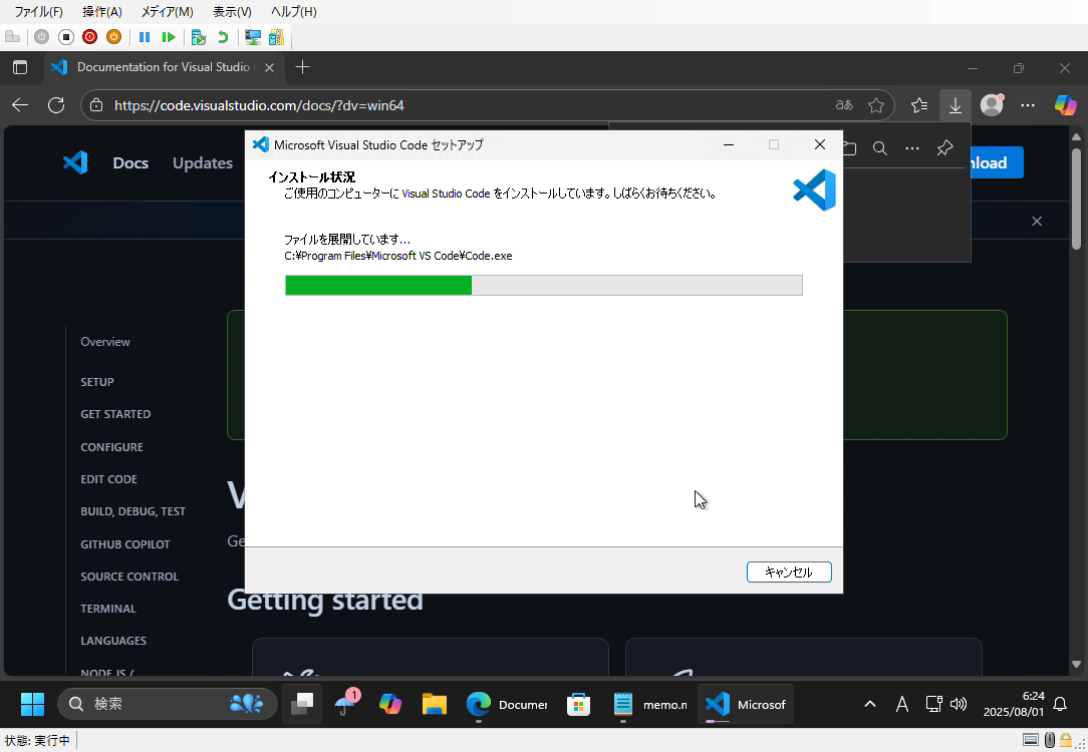 ファイル(F) 操作(A) メディア(M) 表示(V) ヘルプ(H)
Documentation for Visual Studio
https://code.visualstudio.com/docs/?dv=win64
あ
Docs Updates
Microsoft Visual Studio Code セットアップ
インストール状況
ご使用のコンピューターに Visual Studio Code をインストールしています。しばらくお待ちください。
ファイルを展開しています...
C:¥Program Files¥Microsoft VS Code¥Code.exe
キャンセル
nload
Overview
SETUP
GET STARTED
CONFIGURE
EDIT CODE
BUILD, DEBUG, TEST
GITHUB COPILOT
SOURCE CONTROL
TERMINAL
LANGUAGES
NODE.JS /
V
Ge
Getting started
検索
1
Documer
memo.n
Microsof
A
6:24
2025/08/01
状態: 実行中